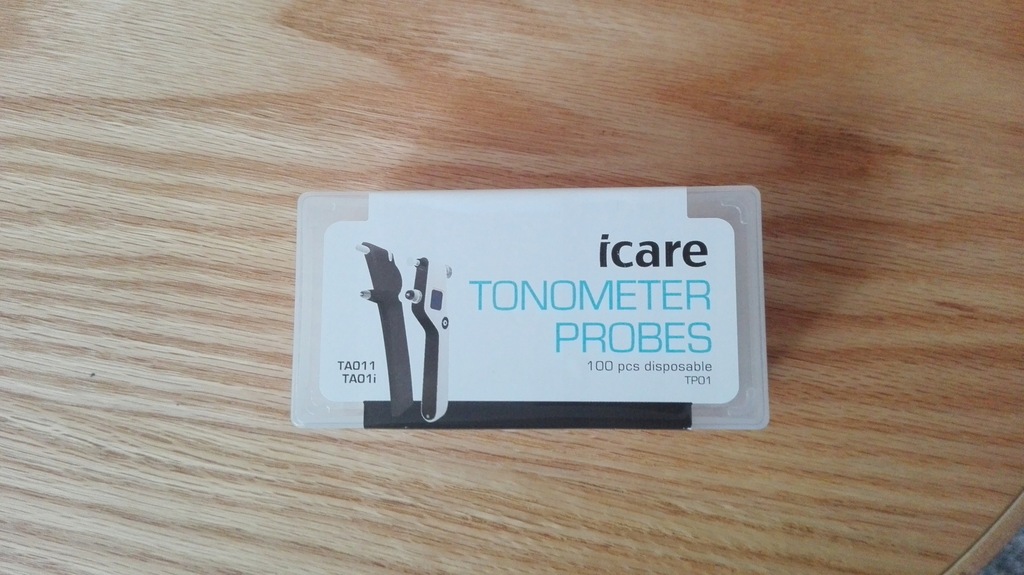 icare
TONOMETER
PROBES
100 pcs disposable
TP01
TA011
TA01i